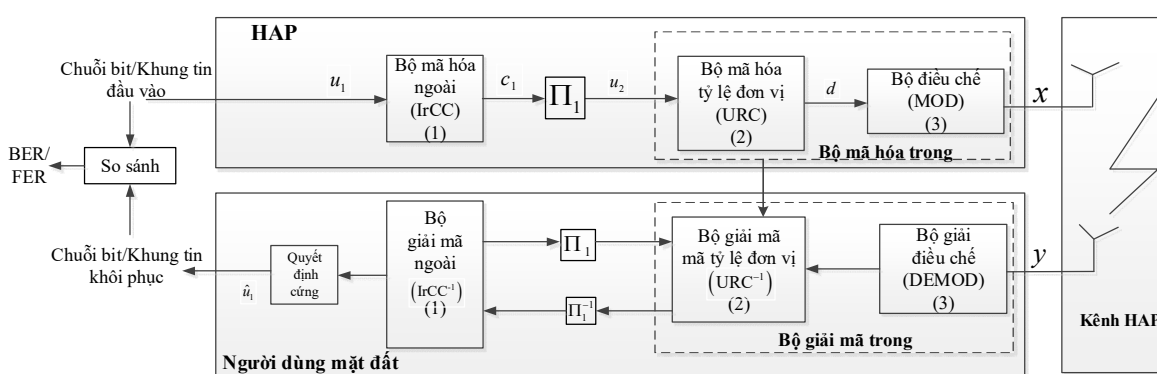 HAP
Chuỗi bit/Khung tin
đầu vào
u₁
Bộ mã hóa
ngoài
(IrCC)
(1)
c₁
Π₁
u₂
Bộ mã hóa
tỷ lệ đơn vị
(URC)
(2)
d
Bộ điều chế
(MOD)
(3)
Bộ mã hóa trong
x
BER/
FER
So sánh
Chuỗi bit/Khung tin
khôi phục
û₁
Quyết
định
cứng
Bộ
giải mã
ngoài
(IrCC⁻¹)
(1)
Π₁
Π₁⁻¹
Bộ giải mã
mã tỷ lệ đơn vị
(URC⁻¹)
(2)
Bộ giải
điều chế
(DEMOD)
(3)
Bộ giải mã trong
y
Người dùng mặt đất
Kênh HAP